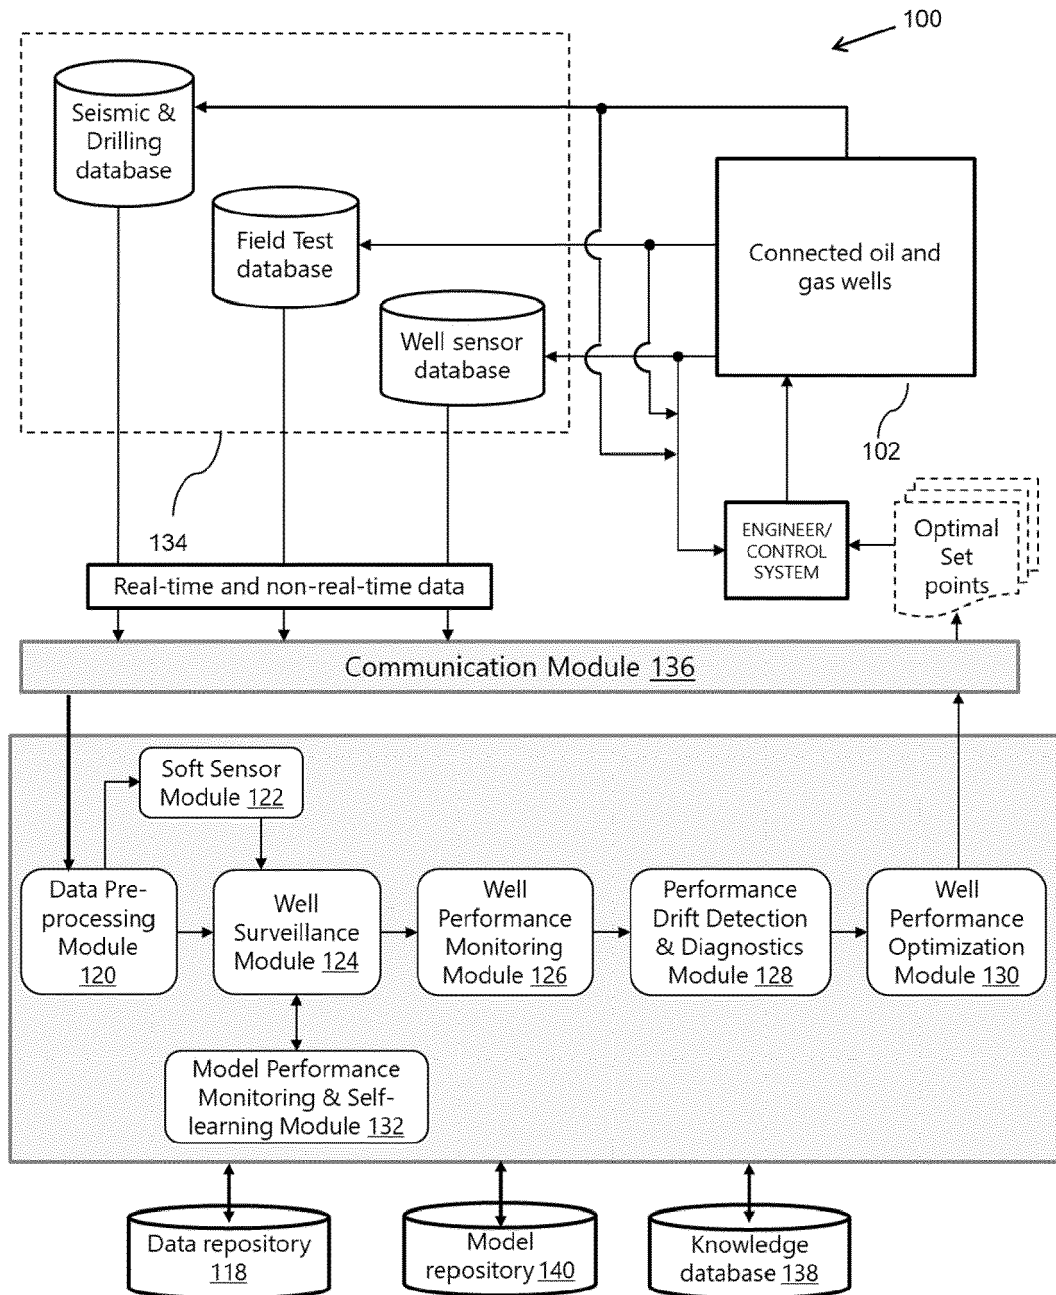 100
Seismic &
Drilling
database
Field Test
database
Well sensor
database
Connected oil and
gas wells
102
134
ENGINEER/
CONTROL
SYSTEM
Optimal
Set
points
Real-time and non-real-time data
Communication Module 136
Soft Sensor
Module 122
Data Pre-
processing
Module
120
Well
Surveillance
Module 124
Well
Performance
Monitoring
Module 126
Performance
Drift Detection
& Diagnostics
Module 128
Well
Performance
Optimization
Module 130
Model Performance
Monitoring & Self-
learning Module 132
Data repository
118
Model
repository 140
Knowledge
database 138